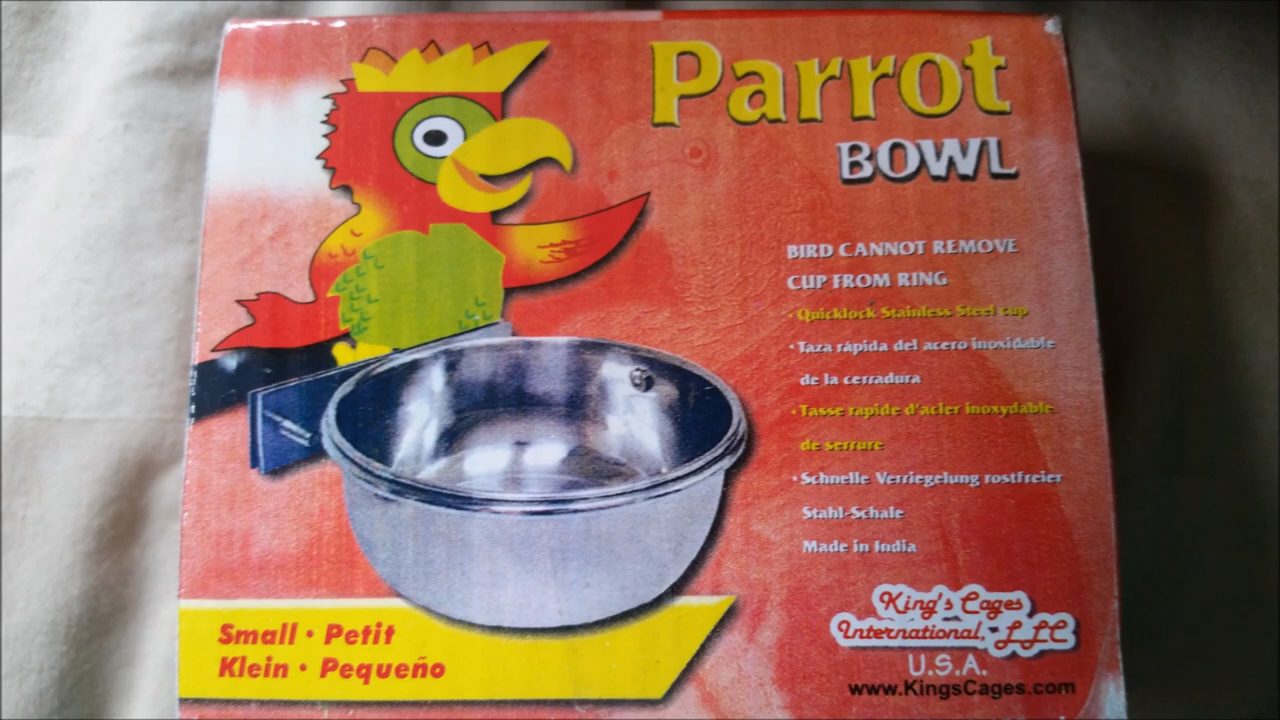 Parrot
BOWL
BIRD CANNOT REMOVE
CUP FROM RING
• Quicklock Stainless Steel cup
• Taza rápida del acero inoxidable
de la cerradura
• Tasse rapide d'acier inoxydable
de serrure
• Schnelle Verriegelung rostfreier
Stahl-Schale
Made in India
King's Cages
International, LLC
U.S.A.
www.KingsCages.com
Small • Petit
Klein • Pequeño